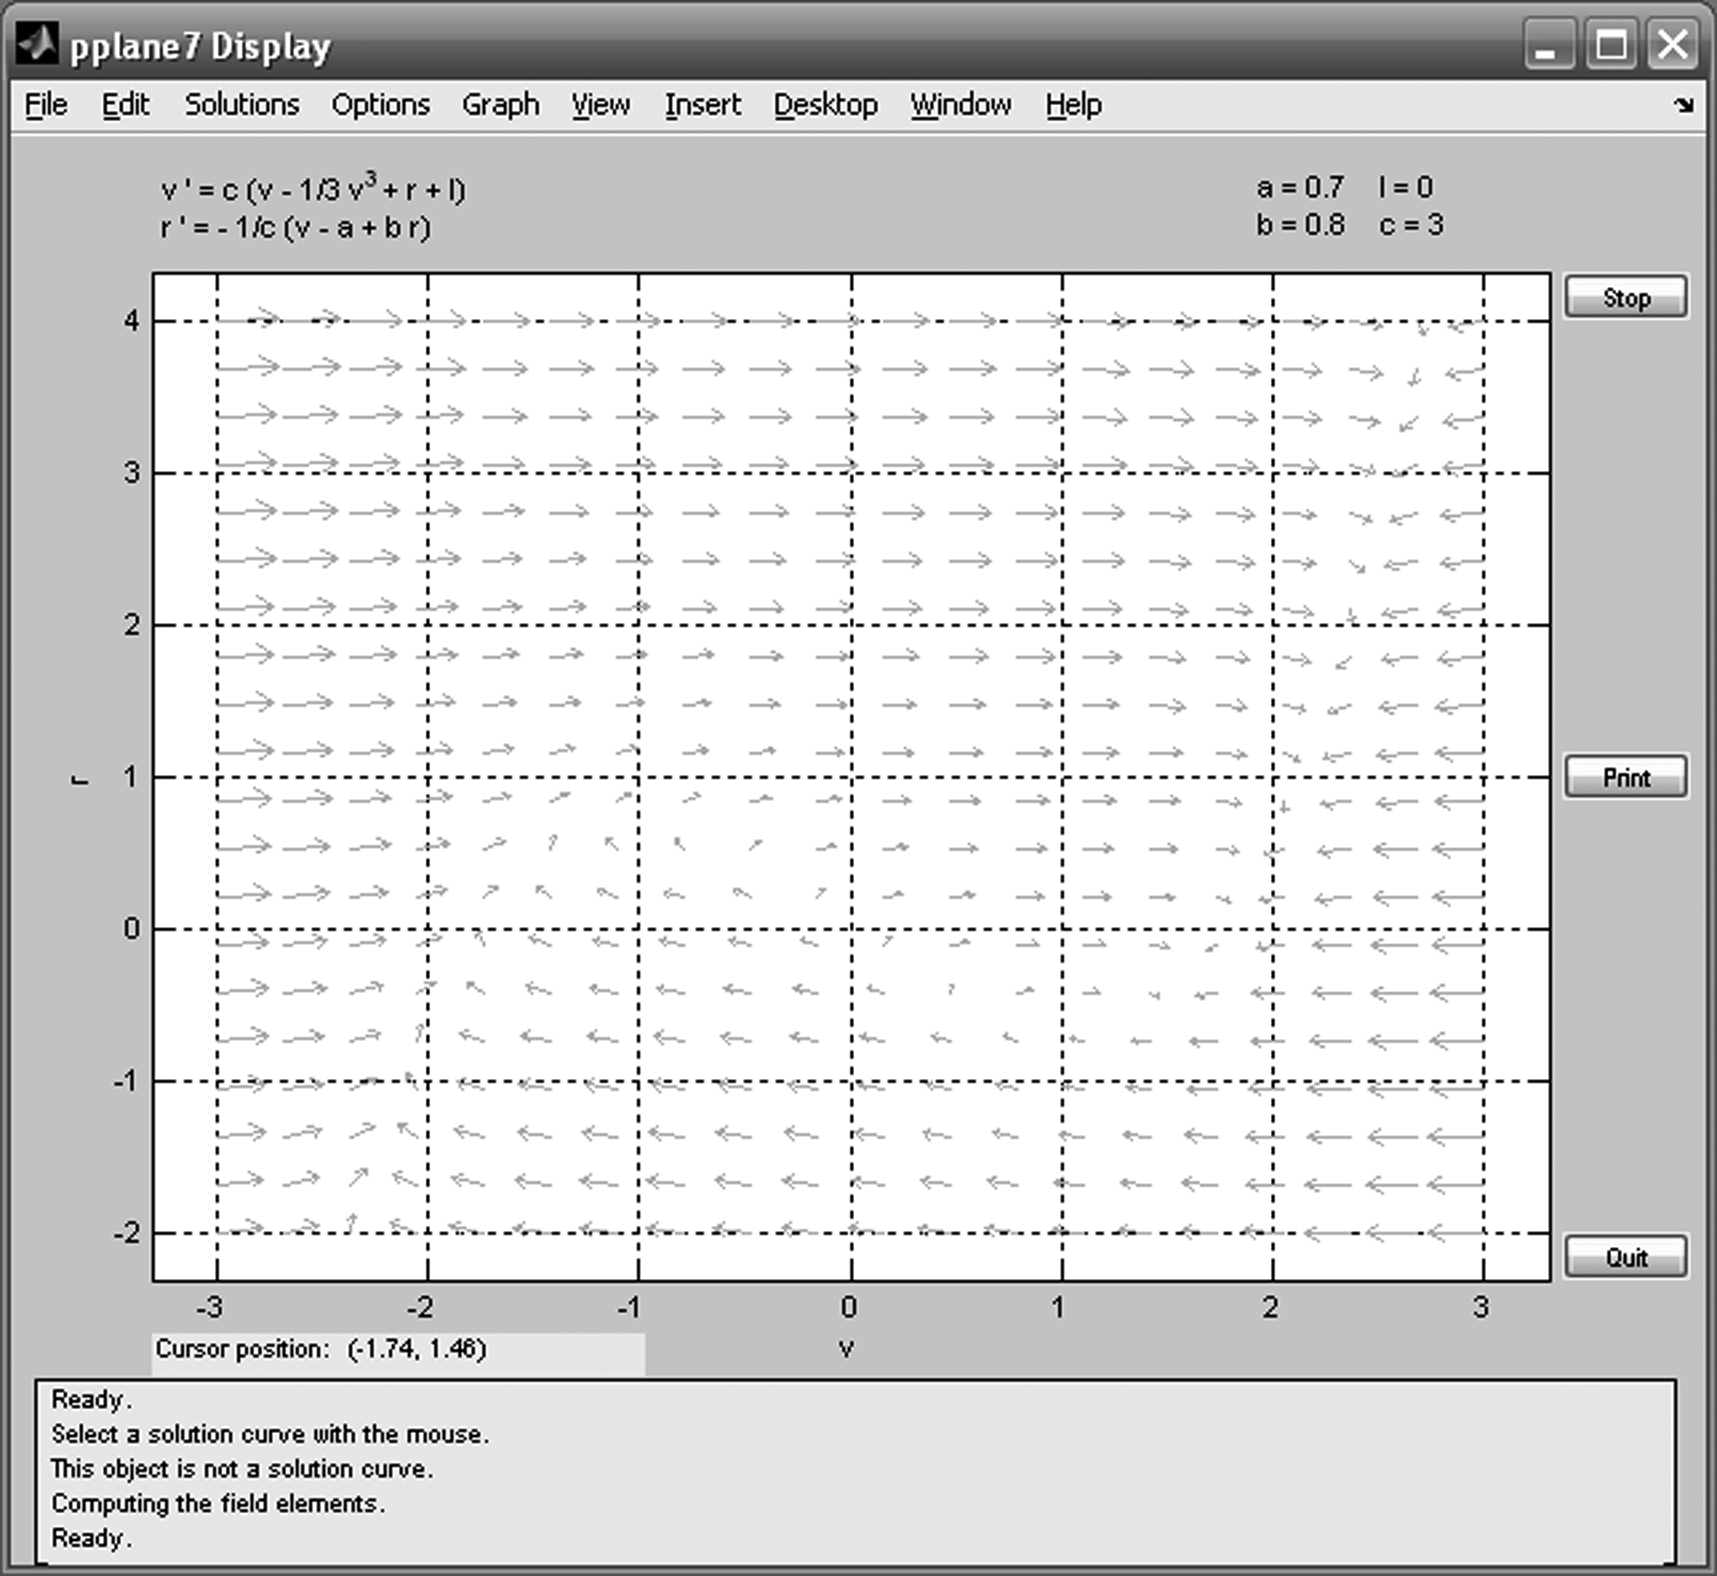 pplane7 Display
File Edit Solutions Options Graph View Insert Desktop Window Help
v ' = c (v - 1/3 v³ + r + I)
r ' = - 1/c (v - a + b r)
a = 0.7 I = 0
b = 0.8 c = 3
Stop
4
3
2
1
r
Print
0
-1
-2
Quit
-3 -2 -1 0 1 2 3
Cursor position: (-1.74, 1.46)
v
Ready.
Select a solution curve with the mouse.
This object is not a solution curve.
Computing the field elements.
Ready.